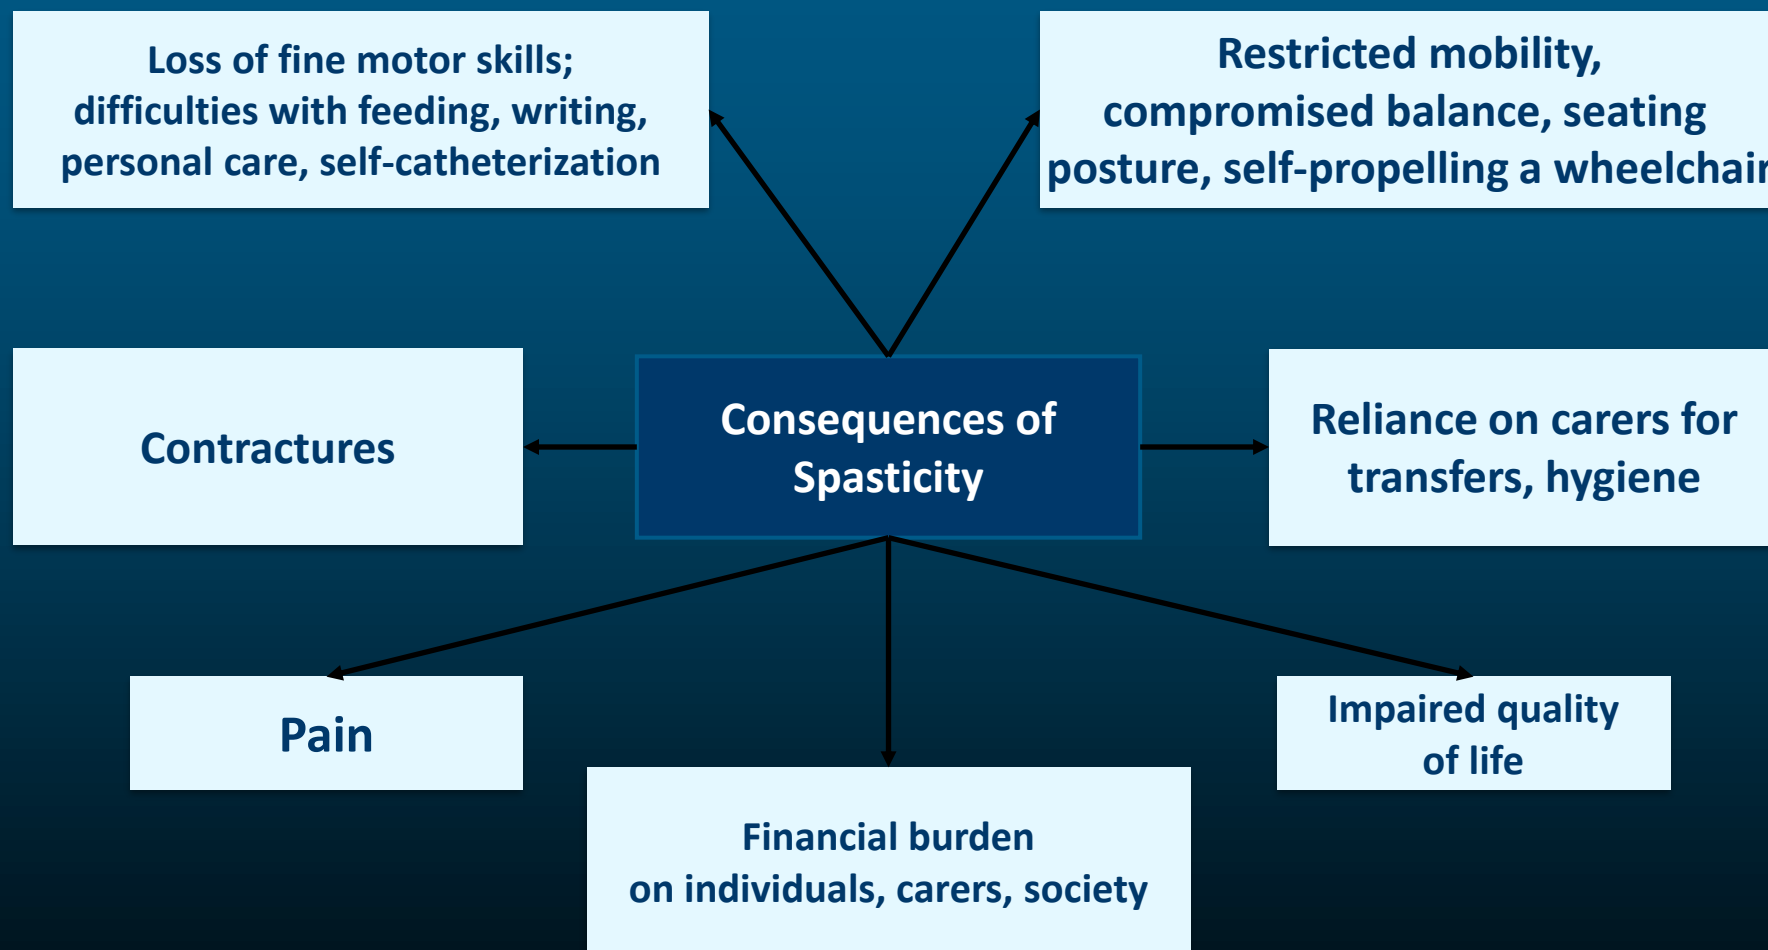 Loss of fine motor skills;
difficulties with feeding, writing,
personal care, self-catheterization
Restricted mobility,
compromised balance, seating
posture, self-propelling a wheelchair
Contractures
Consequences of
Spasticity
Reliance on carers for
transfers, hygiene
Pain
Impaired quality
of life
Financial burden
on individuals, carers, society